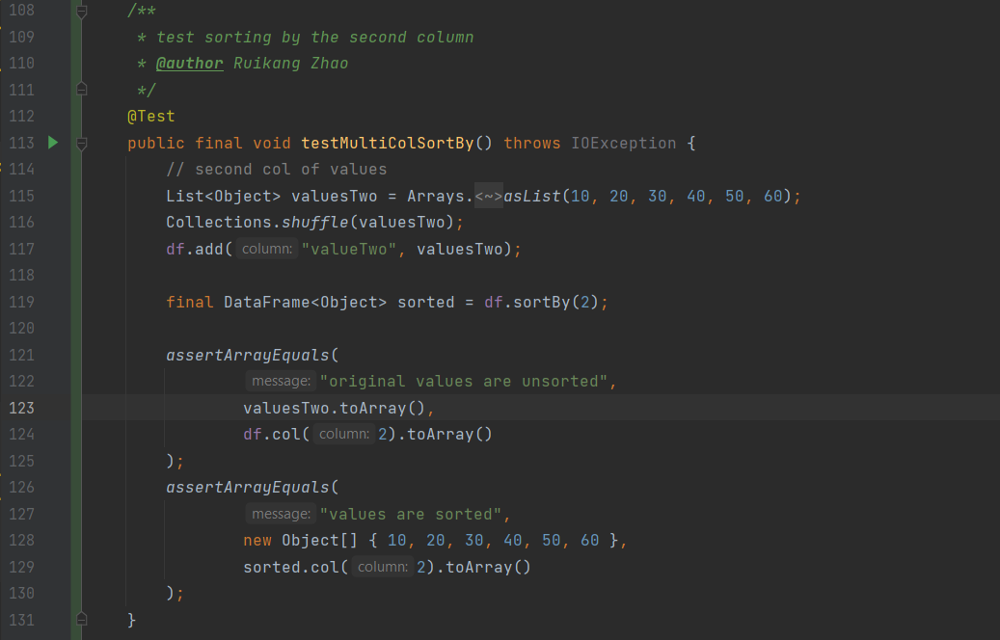 108 /**
109 * test sorting by the second column
110 * @author Ruikang Zhao
111 */
112 @Test
113 public final void testMultiColSortBy() throws IOException {
114 // second col of values
115 List<Object> valuesTwo = Arrays.<~>asList(10, 20, 30, 40, 50, 60);
116 Collections.shuffle(valuesTwo);
117 df.add( column: "valueTwo", valuesTwo);
118
119 final DataFrame<Object> sorted = df.sortBy(2);
120
121 assertArrayEquals(
122 message: "original values are unsorted",
123 valuesTwo.toArray(),
124 df.col( column: 2).toArray()
125 );
126 assertArrayEquals(
127 message: "values are sorted",
128 new Object[] { 10, 20, 30, 40, 50, 60 },
129 sorted.col( column: 2).toArray()
130 );
131 }